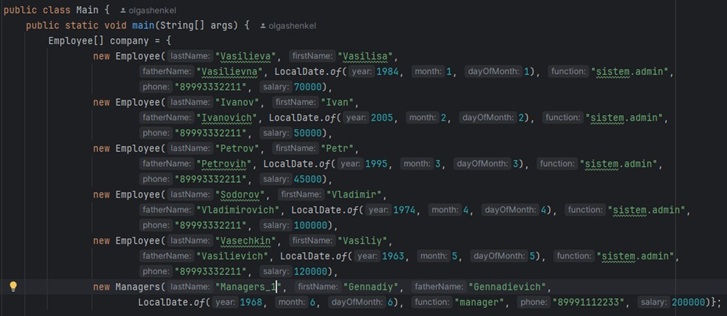 public class Main { olgashenkel
public static void main(String[] args) { olgashenkel
Employee[] company = {
new Employee( lastName: "Vasilieva", firstName: "Vasilisa",
fatherName: "Vasilievna", LocalDate.of( year: 1984, month: 1, dayOfMonth: 1), function: "sistem.admin",
phone: "89993332211", salary: 70000),
new Employee( lastName: "Ivanov", firstName: "Ivan",
fatherName: "Ivanovich", LocalDate.of( year: 2005, month: 2, dayOfMonth: 2), function: "sistem.admin",
phone: "89993332211", salary: 50000),
new Employee( lastName: "Petrov", firstName: "Petr",
fatherName: "Petrovih", LocalDate.of( year: 1995, month: 3, dayOfMonth: 3), function: "sistem.admin",
phone: "89993332211", salary: 45000),
new Employee( lastName: "Sodorov", firstName: "Vladimir",
fatherName: "Vladimirovich", LocalDate.of( year: 1974, month: 4, dayOfMonth: 4), function: "sistem.admin",
phone: "89993332211", salary: 100000),
new Employee( lastName: "Vasechkin", firstName: "Vasiliy",
fatherName: "Vasilievich", LocalDate.of( year: 1963, month: 5, dayOfMonth: 5), function: "sistem.admin",
phone: "89993332211", salary: 120000),
new Managers( lastName: "Managers_1", firstName: "Gennadiy", fatherName: "Gennadievich",
LocalDate.of( year: 1968, month: 6, dayOfMonth: 6), function: "manager", phone: "89991112233", salary: 200000)};